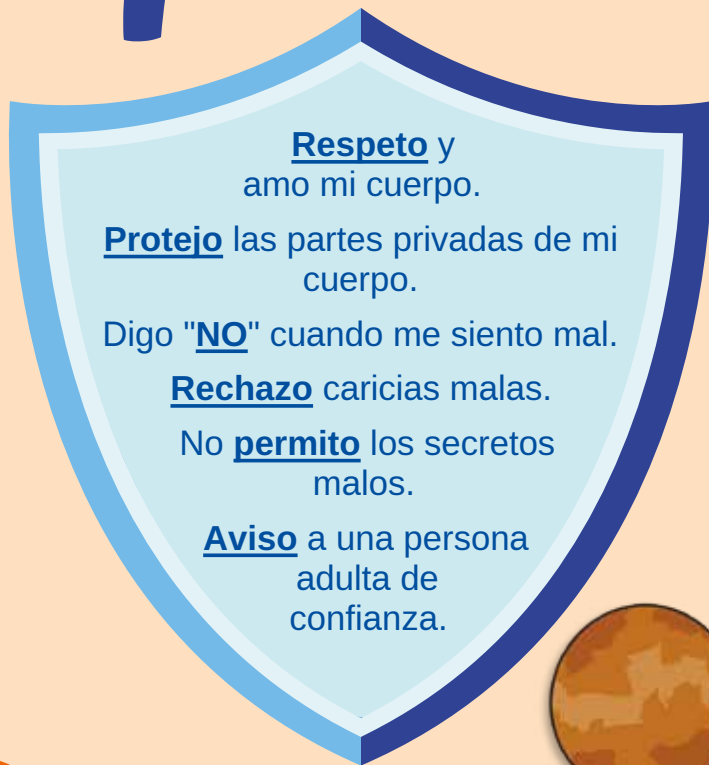 Respeto y
amo mi cuerpo.
Protejo las partes privadas de mi
cuerpo.
Digo "NO" cuando me siento mal.
Rechazo caricias malas.
No permito los secretos
malos.
Aviso a una persona
adulta de
confianza.